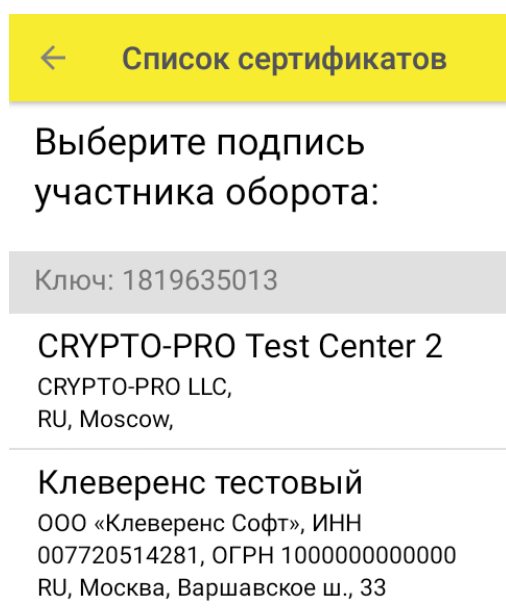 Список сертификатов
Выберите подпись
участника оборота:
Ключ: 1819635013
CRYPTO-PRO Test Center 2
CRYPTO-PRO LLC,
RU, Moscow,
Клеверенс тестовый
ООО «Клеверенс Софт», ИНН
007720514281, ОГРН 1000000000000
RU, Москва, Варшавское ш., 33